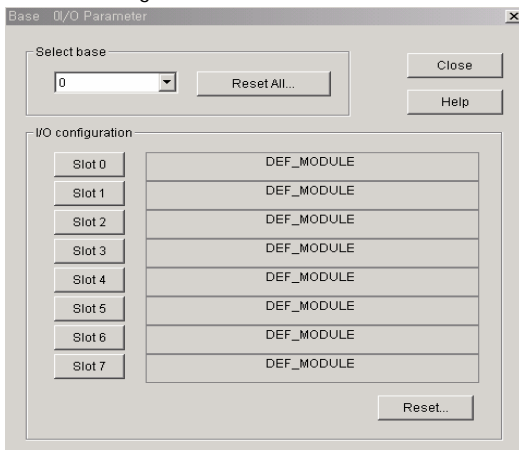 Base 0I/O Parameter
Select base
0
Reset All...
Close
Help
I/O configuration
Slot 0 DEF_MODULE
Slot 1 DEF_MODULE
Slot 2 DEF_MODULE
Slot 3 DEF_MODULE
Slot 4 DEF_MODULE
Slot 5 DEF_MODULE
Slot 6 DEF_MODULE
Slot 7 DEF_MODULE
Reset...